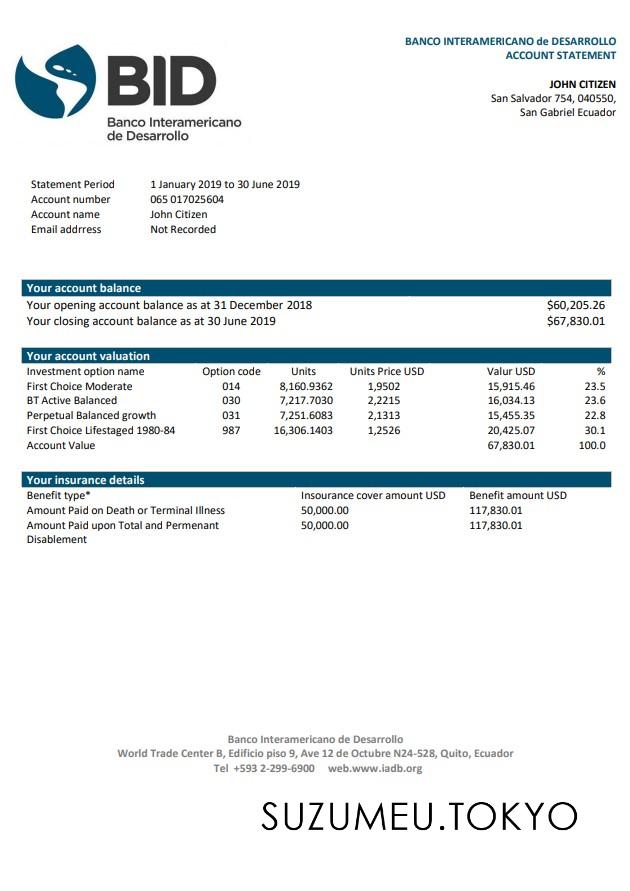 BID
Banco Interamericano
de Desarrollo
BANCO INTERAMERICANO de DESARROLLO
ACCOUNT STATEMENT
JOHN CITIZEN
San Salvador 754, 040550,
San Gabriel Ecuador
Statement Period 1 January 2019 to 30 June 2019
Account number 065 017025604
Account name John Citizen
Email adrress Not Recorded
Your account balance
Your opening account balance as at 31 December 2018 $60,205.26
Your closing account balance as at 30 June 2019 $67,830.01
Your account valuation
Investment option name Option code Units Units Price USD Valur USD %
First Choice Moderate 014 8,160.9362 1,9502 15,915.46 23.5
BT Active Balanced 030 7,217.7030 2,2215 16,034.13 23.6
Perpetual Balanced growth 031 7,251.6083 2,1313 15,455.35 22.8
First Choice Lifestaged 1980-84 987 16,306.1403 1,2526 20,425.07 30.1
Account Value 67,830.01 100.0
Your insurance details
Benefit type* Insourance cover amount USD Benefit amount USD
Amount Paid on Death or Terminal Illness 50,000.00 117,830.01
Amount Paid upon Total and Permenant 50,000.00 117,830.01
Disablement
Banco Interamericano de Desarrollo
World Trade Center B, Edificio piso 9, Ave 12 de Octubre N24-528, Quito, Ecuador
Tel +593 2-299-6900 web.www.iadb.org
SUZUMEU.TOKYO